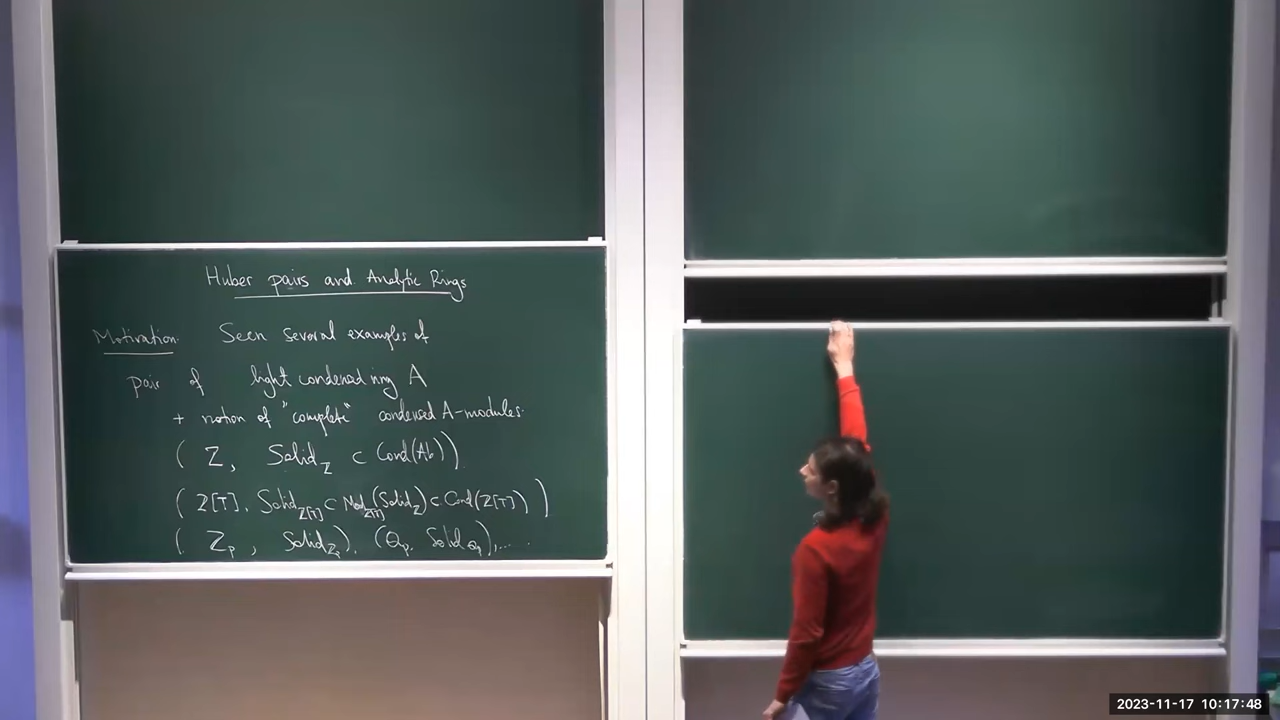 Huber pairs and Analytic Rings
Motivation. Seen several examples of
pair of light condensed ring A
+ notion of "complete" condensed A-modules.
( Z, Solid_Z ⊂ Cond(Ab) )
( Z[T], Solid_Z[T] ⊂ Mod_Z[T](Solid_Z) ⊂ Cond(Z[T]) )
( Z_p, Solid_Z_p ), ( Q_p, Solid_Q_p ), ...
2023-11-17 10:17:48